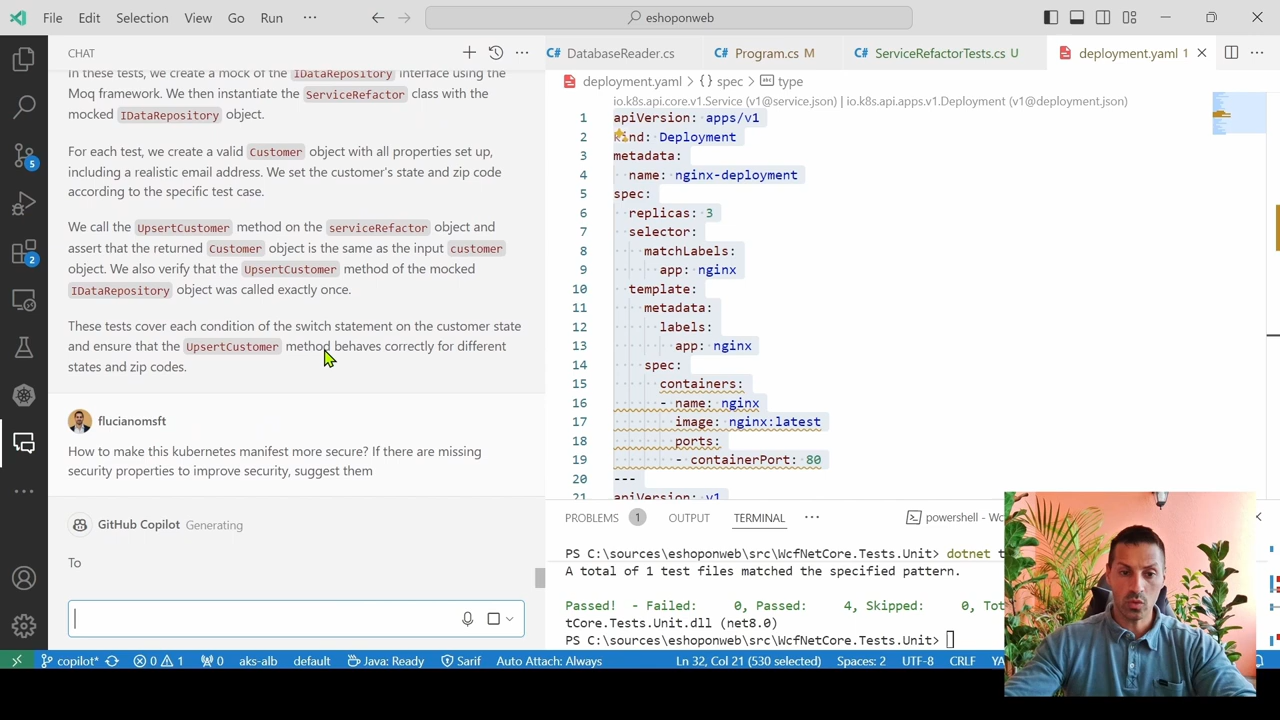 File Edit Selection View Go Run ··· eshoponweb
CHAT
In these tests, we create a mock of the IDataRepository interface using the
Moq framework. We then instantiate the ServiceRefactor class with the
mocked IDataRepository object.
For each test, we create a valid Customer object with all properties set up,
including a realistic email address. We set the customer's state and zip code
according to the specific test case.
We call the UpsertCustomer method on the serviceRefactor object and
assert that the returned Customer object is the same as the input customer
object. We also verify that the UpsertCustomer method of the mocked
IDataRepository object was called exactly once.
These tests cover each condition of the switch statement on the customer state
and ensure that the UpsertCustomer method behaves correctly for different
states and zip codes.
flucianomsft
How to make this kubernetes manifest more secure? If there are missing
security properties to improve security, suggest them
GitHub Copilot Generating
To
5
2
DatabaseReader.cs Program.cs M ServiceRefactorTests.cs U deployment.yaml 1
deployment.yaml > {} spec > type
io.k8s.api.core.v1.Service (v1@service.json) | io.k8s.api.apps.v1.Deployment (v1@deployment.json)
1 apiVersion: apps/v1
2 kind: Deployment
3 metadata:
4 name: nginx-deployment
5 spec:
6 replicas: 3
7 selector:
8 matchLabels:
9 app: nginx
10 template:
11 metadata:
12 labels:
13 app: nginx
14 spec:
15 containers:
16 - name: nginx
17 image: nginx:latest
18 ports:
19 - containerPort: 80
20 ---
21 apiVersion: v1
PROBLEMS 1 OUTPUT TERMINAL ··· powershell - Wc
PS C:\sources\eshoponweb\src\WcfNetCore.Tests.Unit> dotnet t
A total of 1 test files matched the specified pattern.
Passed! - Failed: 0, Passed: 4, Skipped: 0, Tot
tCore.Tests.Unit.dll (net8.0)
PS C:\sources\eshoponweb\src\WcfNetCore.Tests.Unit>
copilot* 0 1 0 aks-alb default Java: Ready Sarif Auto Attach: Always Ln 32, Col 21 (530 selected) Spaces: 2 UTF-8 CRLF YA